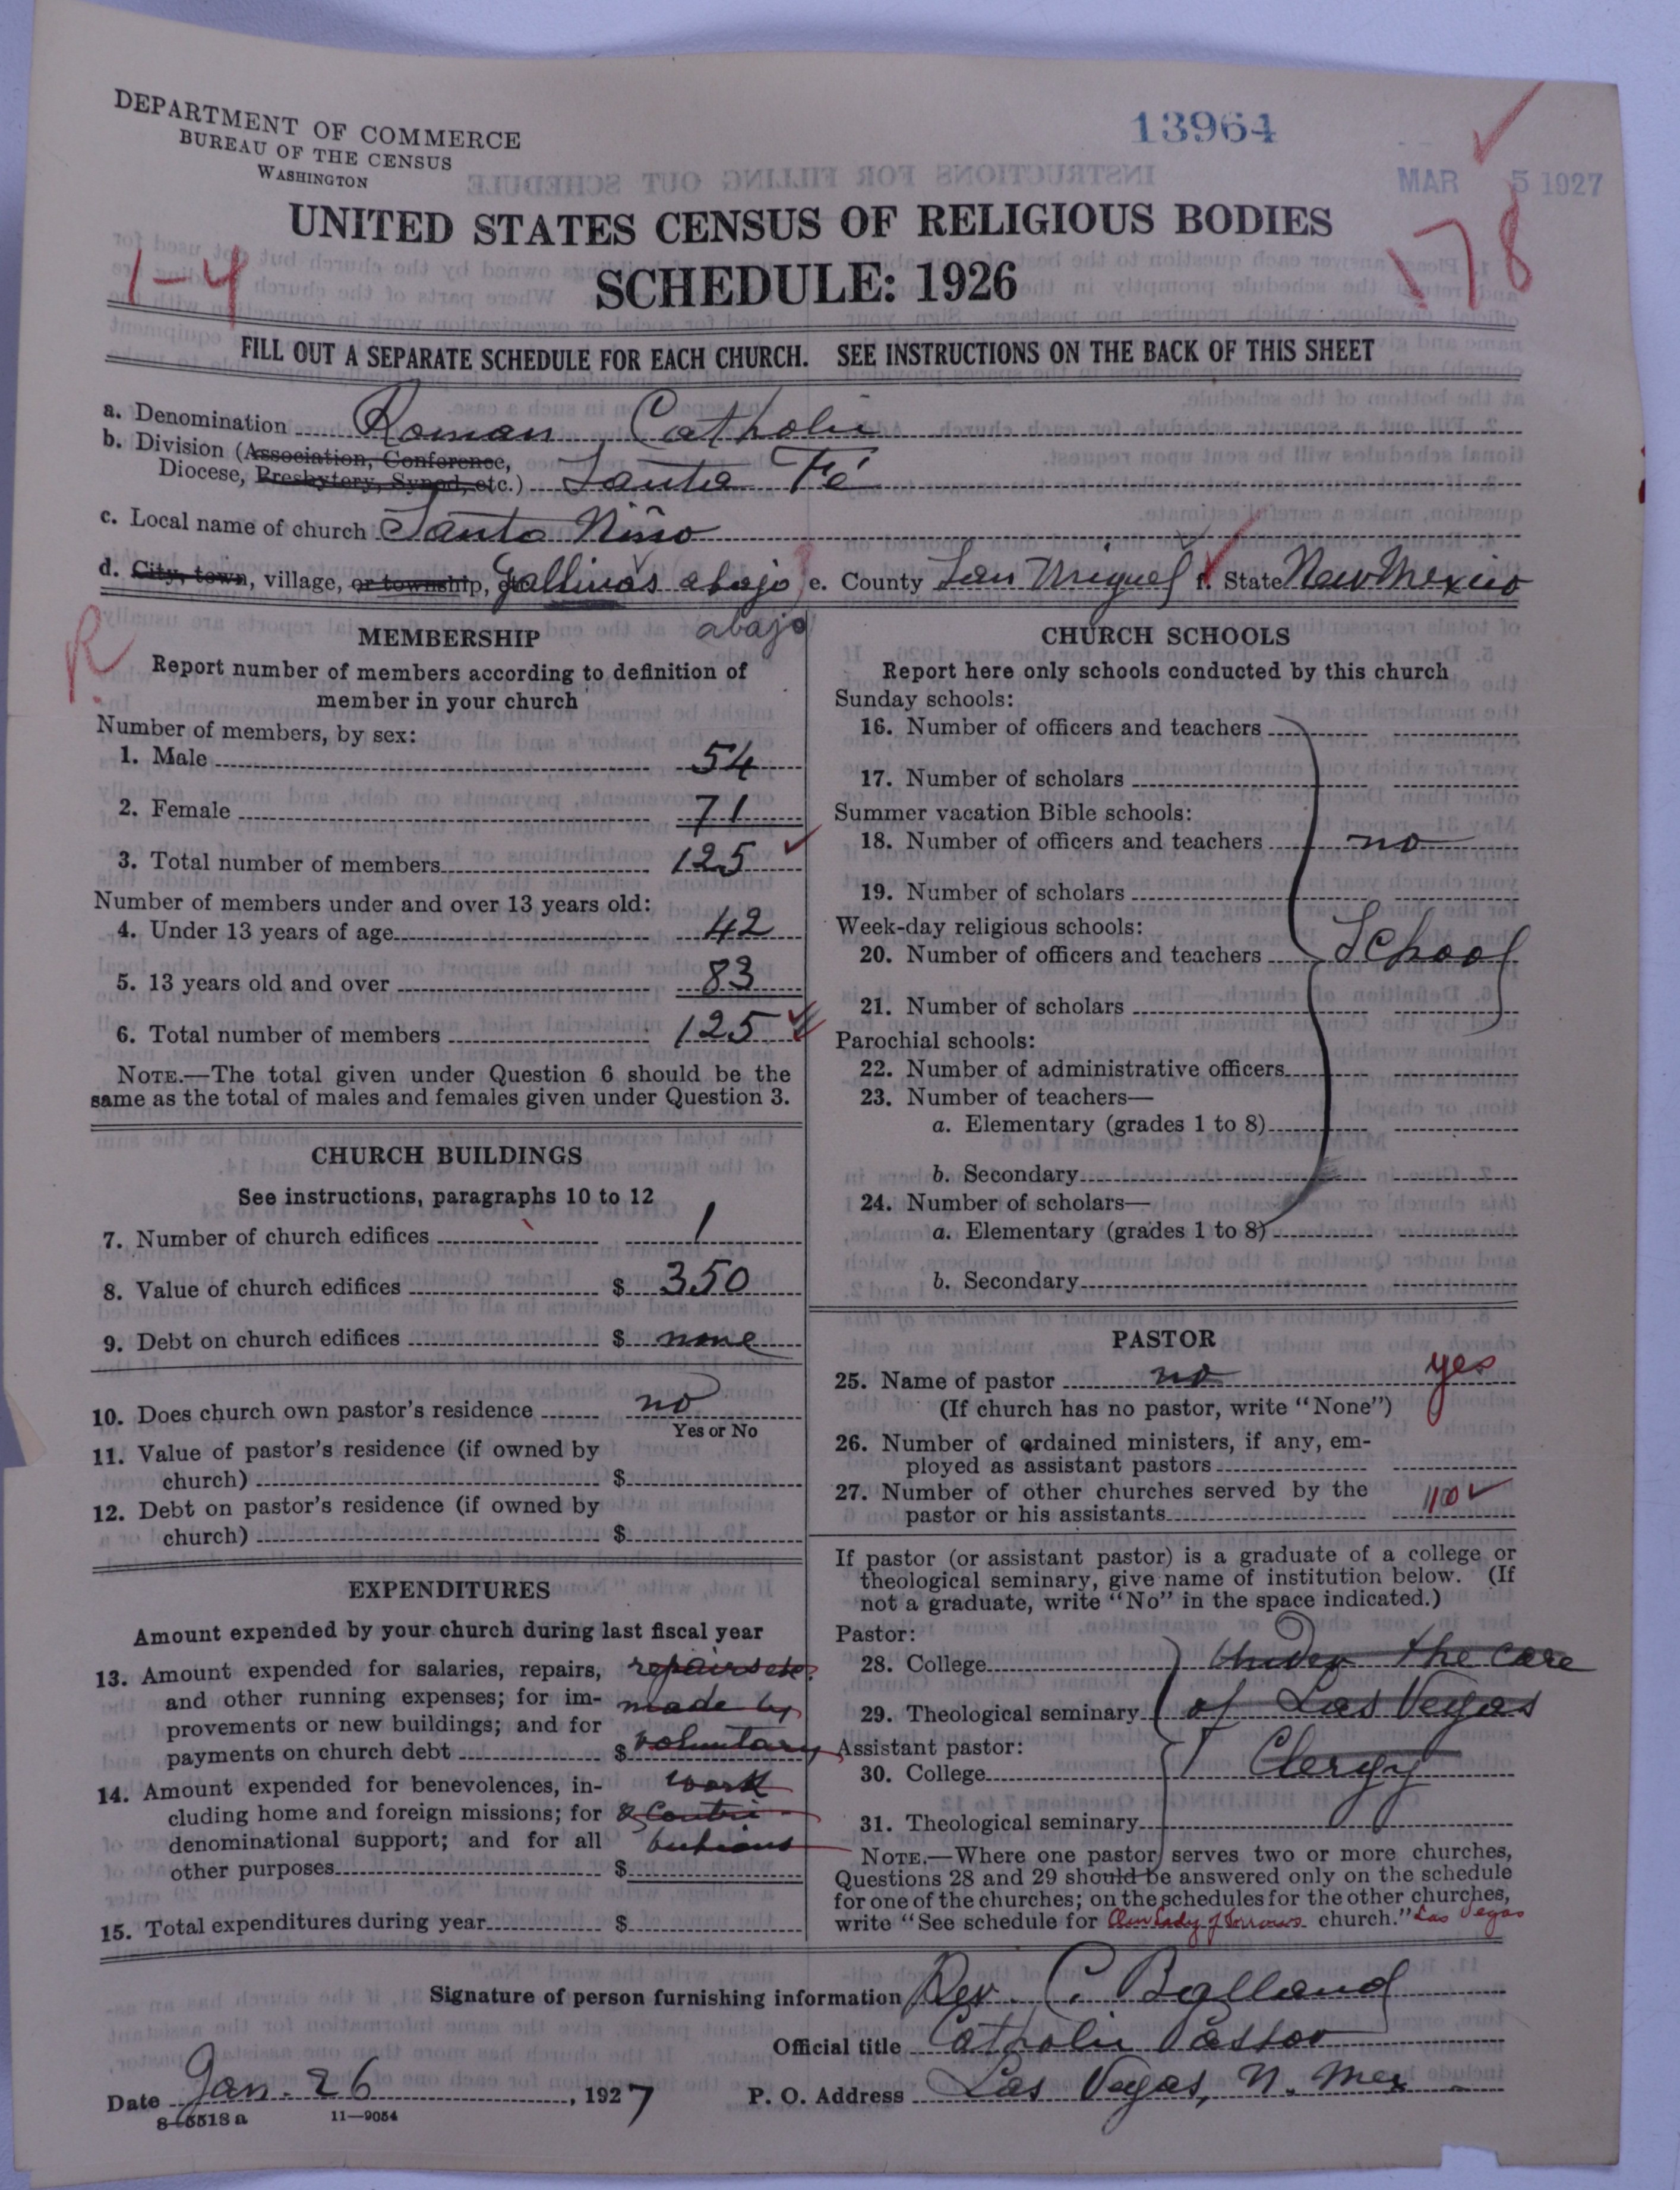 DEPARTMENT OF COMMERCE
BUREAU OF THE CENSUS
WASHINGTON
13964
MAR 5 1927
UNITED STATES CENSUS OF RELIGIOUS BODIES
1-4
178
SCHEDULE: 1926
FILL OUT A SEPARATE SCHEDULE FOR EACH CHURCH. SEE INSTRUCTIONS ON THE BACK OF THIS SHEET
a. Denomination Roman Catholic
b. Division (Association, Conference,
Diocese, Presbytery, Synod, etc.) Santa Fé
c. Local name of church Santo Niño
d. City, town, village, or township, etc. Gallinas abajo e. County San Miguel f. State New Mexico
abajo
R
MEMBERSHIP
Report number of members according to definition of
member in your church
Number of members, by sex:
1. Male 54
2. Female 71
3. Total number of members 125
Number of members under and over 13 years old:
4. Under 13 years of age 42
5. 13 years old and over 83
6. Total number of members 125
NOTE.—The total given under Question 6 should be the
same as the total of males and females given under Question 3.
CHURCH BUILDINGS
See instructions, paragraphs 10 to 12
7. Number of church edifices 1
8. Value of church edifices $ 350
9. Debt on church edifices $ none
10. Does church own pastor's residence no
Yes or No
11. Value of pastor's residence (if owned by
church) $
12. Debt on pastor's residence (if owned by
church) $
EXPENDITURES
Amount expended by your church during last fiscal year
13. Amount expended for salaries, repairs, repairs etc.
and other running expenses; for im- made by
provements or new buildings; and for
payments on church debt $ voluntary
14. Amount expended for benevolences, in- work
cluding home and foreign missions; for & Contri-
denominational support; and for all butions
other purposes $
15. Total expenditures during year $
CHURCH SCHOOLS
Report here only schools conducted by this church
Sunday schools:
16. Number of officers and teachers
17. Number of scholars
Summer vacation Bible schools:
18. Number of officers and teachers no
19. Number of scholars
Week-day religious schools:
20. Number of officers and teachers School
21. Number of scholars
Parochial schools:
22. Number of administrative officers
23. Number of teachers—
a. Elementary (grades 1 to 8)
b. Secondary
24. Number of scholars—
a. Elementary (grades 1 to 8)
b. Secondary
PASTOR
25. Name of pastor no yes
(If church has no pastor, write "None")
26. Number of ordained ministers, if any, em-
ployed as assistant pastors
27. Number of other churches served by the
pastor or his assistants
If pastor (or assistant pastor) is a graduate of a college or
theological seminary, give name of institution below. (If
not a graduate, write "No" in the space indicated.)
Pastor:
28. College Under the care
29. Theological seminary of Las Vegas
Assistant pastor:
30. College Clergy
31. Theological seminary
NOTE.—Where one pastor serves two or more churches,
Questions 28 and 29 should be answered only on the schedule
for one of the churches; on the schedules for the other churches,
write "See schedule for Our Lady of Sorrows church." Las Vegas
Signature of person furnishing information Rev. C. Balland
Official title Catholic Pastor
Date Jan. 26, 1927 P. O. Address Las Vegas, N. Mex
8-5518a 11—9054